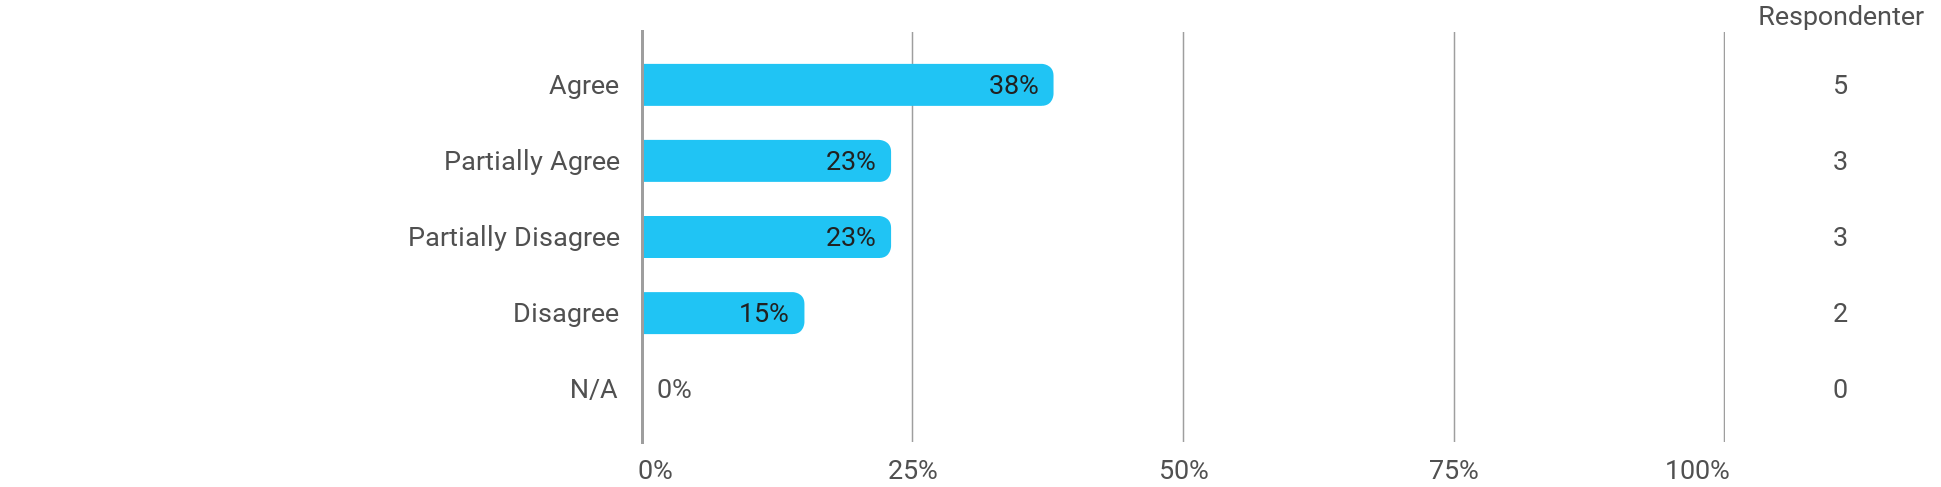 Respondenter
Agree 38% 5
Partially Agree 23% 3
Partially Disagree 23% 3
Disagree 15% 2
N/A 0% 0
0% 25% 50% 75% 100%